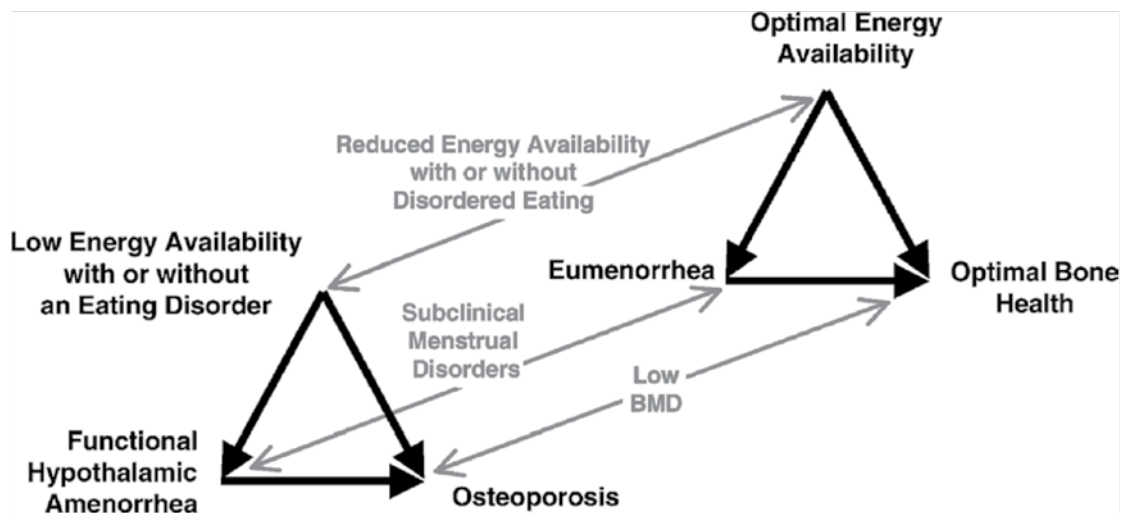 Optimal Energy
Availability
Reduced Energy Availability
with or without
Disordered Eating
Low Energy Availability
with or without
an Eating Disorder
Eumenorrhea
Optimal Bone
Health
Subclinical
Menstrual
Disorders
Low
BMD
Functional
Hypothalamic
Amenorrhea
Osteoporosis